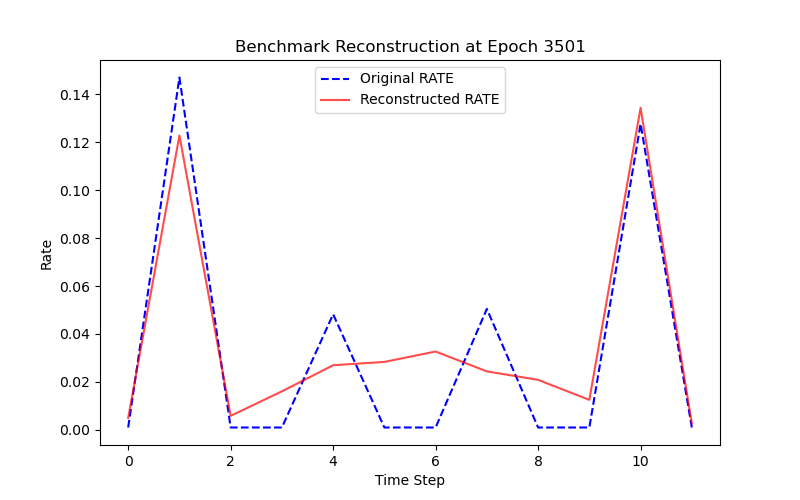 Benchmark Reconstruction at Epoch 3501
Original RATE
Reconstructed RATE
0.14
0.12
0.10
0.08
0.06
0.04
0.02
0.00
Rate
0 2 4 6 8 10
Time Step